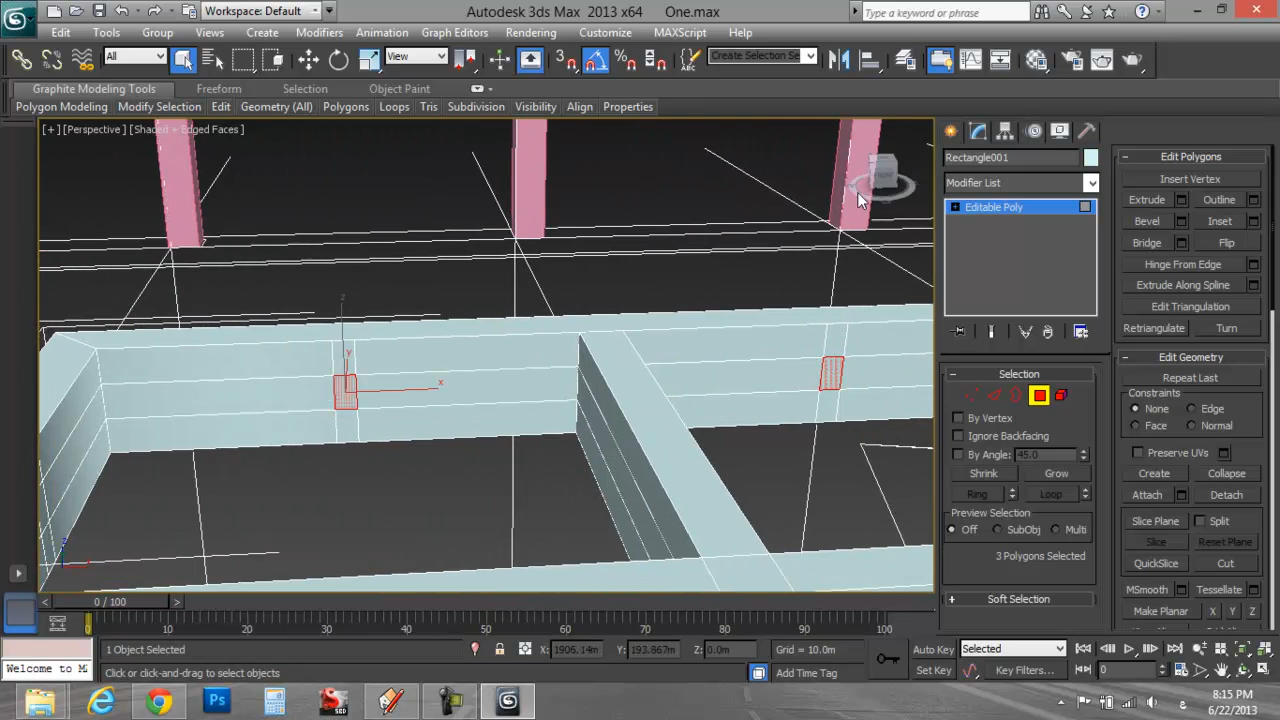 Workspace: Default
Autodesk 3ds Max 2013 x64
One.max
Type a keyword or phrase
Edit Tools Group Views Create Modifiers Animation Graph Editors Rendering Customize MAXScript Help
All
View
3
Create Selection Se
Graphite Modeling Tools Freeform Selection Object Paint
Polygon Modeling Modify Selection Edit Geometry (All) Polygons Loops Tris Subdivision Visibility Align Properties
[ + ] [Perspective ] [Shaded + Edged Faces ]
z
y
x
z
Rectangle001
Modifier List
Editable Poly
Selection
By Vertex
Ignore Backfacing
By Angle: 45.0
Shrink Grow
Ring Loop
Preview Selection
Off SubObj Multi
3 Polygons Selected
Soft Selection
Edit Polygons
Insert Vertex
Extrude Outline
Bevel Inset
Bridge Flip
Hinge From Edge
Extrude Along Spline
Edit Triangulation
Retriangulate Turn
Edit Geometry
Repeat Last
Constraints
None Edge
Face Normal
Preserve UVs
Create Collapse
Attach Detach
Slice Plane Split
Slice Reset Plane
QuickSlice Cut
MSmooth Tessellate
Make Planar X Y Z
0 / 100
0 10 20 30 40 50 60 70 80 90 100
1 Object Selected
X: 1906.14m Y: 193.867m Z: 0.0m
Grid = 10.0m
Auto Key Selected
Welcome to M
Click or click-and-drag to select objects
Add Time Tag
Set Key Key Filters... 0
Ps
8:15 PM
6/22/2013